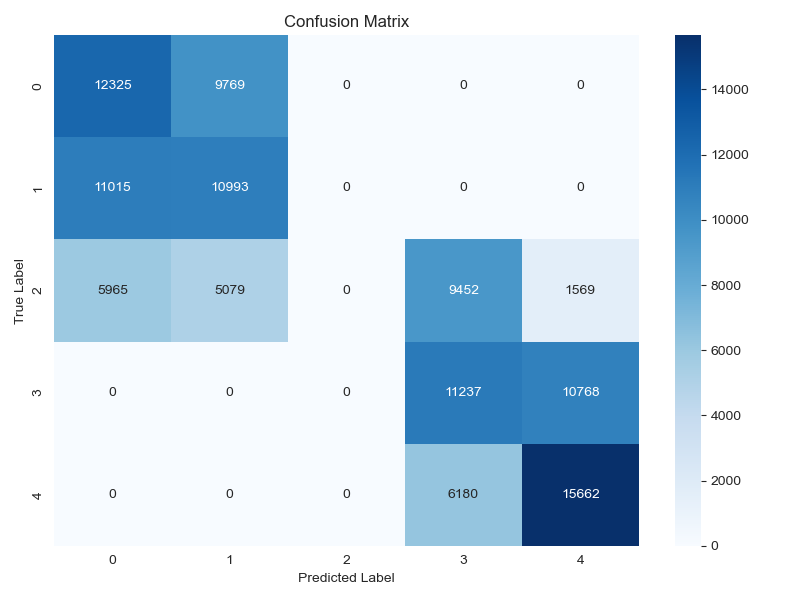 Confusion Matrix
0 12325 9769 0 0 0
1 11015 10993 0 0 0
2 5965 5079 0 9452 1569
3 0 0 0 11237 10768
4 0 0 0 6180 15662
0 1 2 3 4
True Label
Predicted Label
14000
12000
10000
8000
6000
4000
2000
0